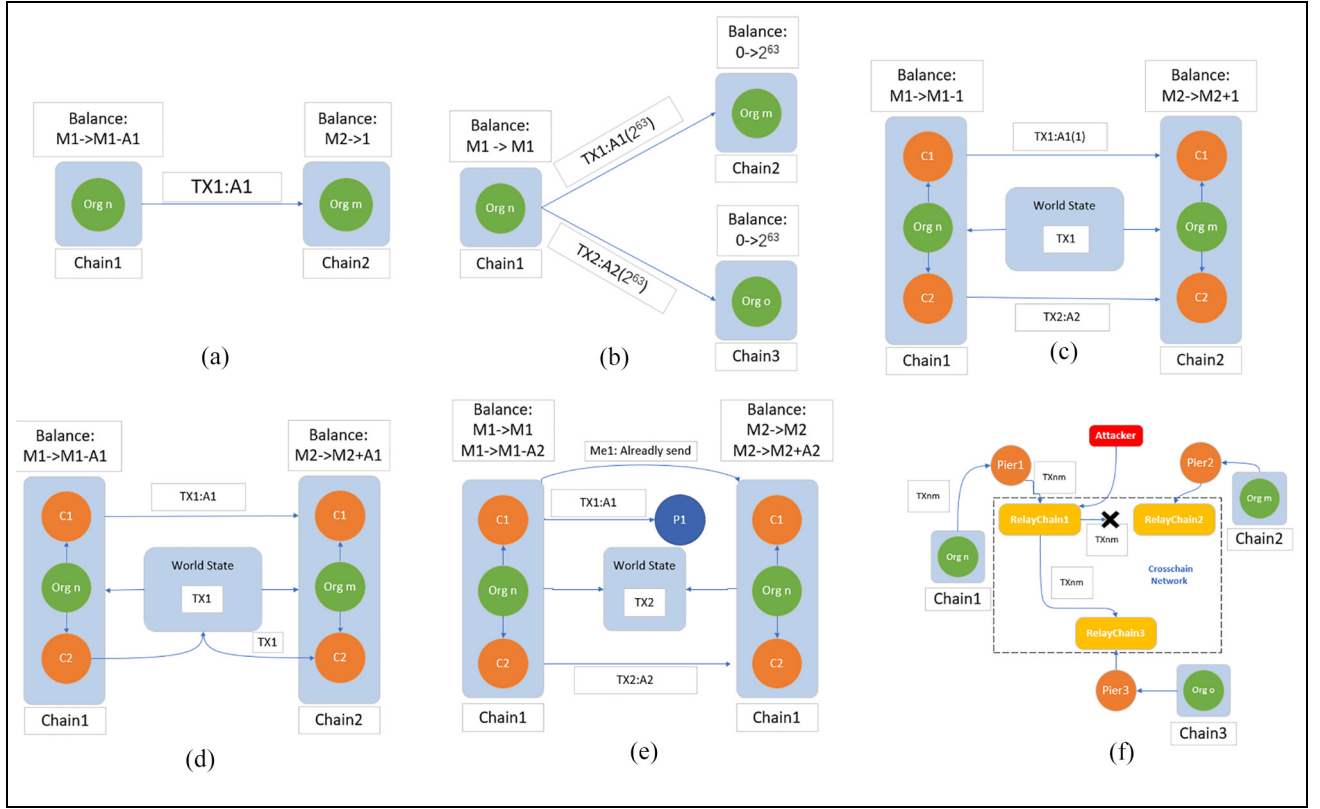 Balance:
M1->M1-A1
Org n
Chain1
TX1:A1
Balance:
M2->1
Org m
Chain2
(a)
Balance:
M1 -> M1
Org n
Chain1
TX1:A1(2^63)
TX2:A2(2^63)
Balance:
0->2^63
Org m
Chain2
Balance:
0->2^63
Org o
Chain3
(b)
Balance:
M1->M1-1
C1
Org n
C2
Chain1
TX1:A1(1)
World State
TX1
TX2:A2
Balance:
M2->M2+1
C1
Org m
C2
Chain2
(c)
Balance:
M1->M1-A1
C1
Org n
C2
Chain1
TX1:A1
World State
TX1
TX1
Balance:
M2->M2+A1
C1
Org m
C2
Chain2
(d)
Balance:
M1->M1
M1->M1-A2
C1
Org n
C2
Chain1
Me1: Alreadly send
TX1:A1
P1
World State
TX2
TX2:A2
Balance:
M2->M2
M2->M2+A2
C1
Org n
C2
Chain1
(e)
Attacker
Pier1
TXnm
TXnm
Pier2
Org m
Chain2
RelayChain1
TXnm
RelayChain2
Org n
Chain1
TXnm
Crosschain
Network
RelayChain3
Pier3
Org o
Chain3
(f)